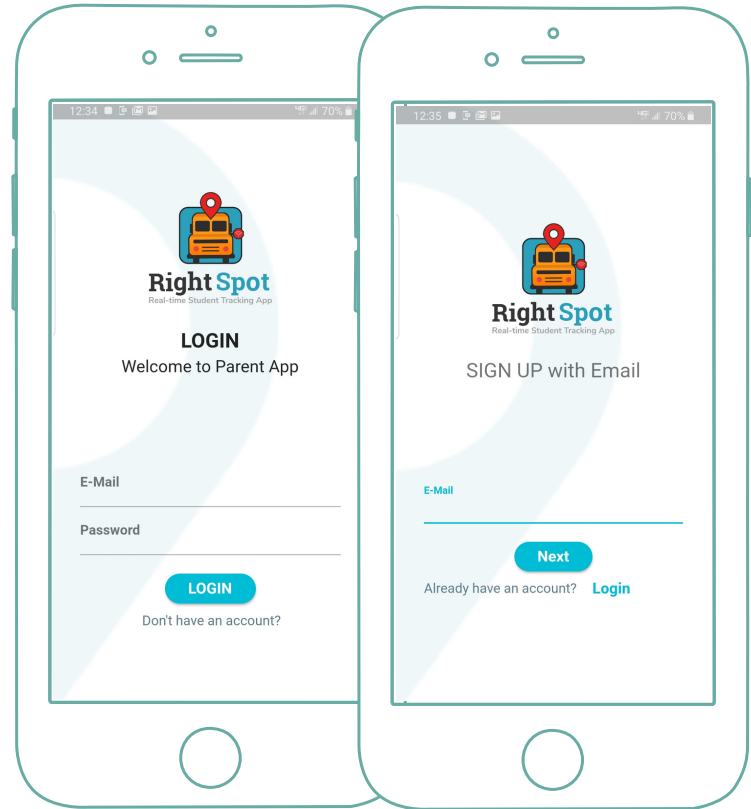 12:34
70%
Right Spot
Real-time Student Tracking App
LOGIN
Welcome to Parent App
E-Mail
Password
LOGIN
Don't have an account?
12:35
70%
Right Spot
Real-time Student Tracking App
SIGN UP with Email
E-Mail
Next
Already have an account? Login